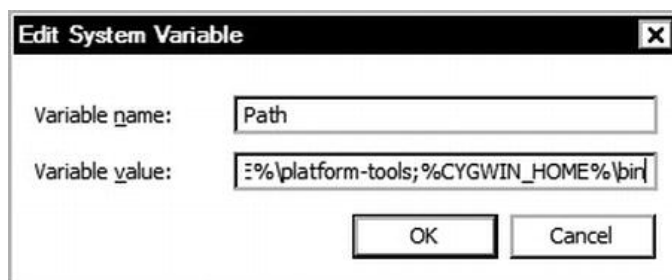 Edit System Variable
Variable name: Path
Variable value: %\platform-tools;%CYGWIN_HOME%\bin
OK Cancel